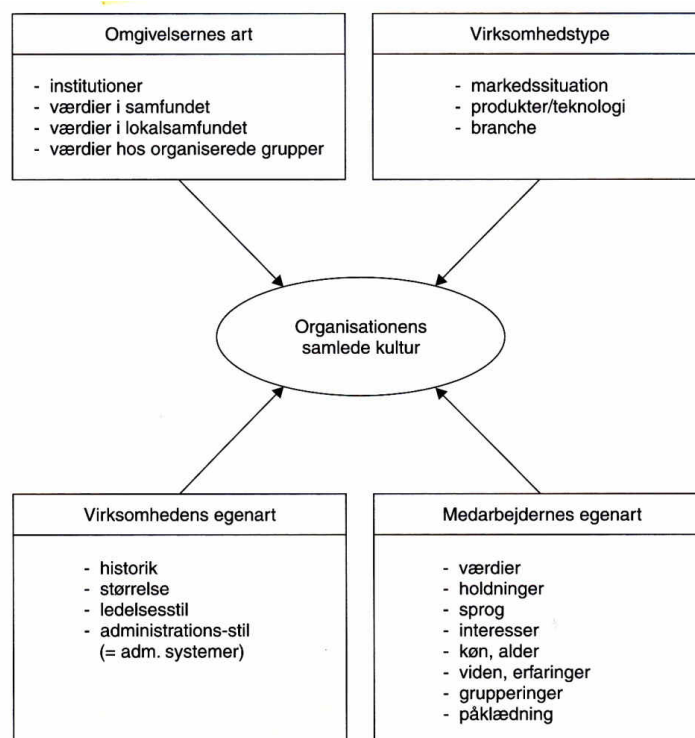 Omgivelsernes art
- institutioner
- værdier i samfundet
- værdier i lokalsamfundet
- værdier hos organiserede grupper
Virksomhedstype
- markedssituation
- produkter/teknologi
- branche
Organisationens
samlede kultur
Virksomhedens egenart
- historik
- størrelse
- ledelsesstil
- administrations-stil
(= adm. systemer)
Medarbejdernes egenart
- værdier
- holdninger
- sprog
- interesser
- køn, alder
- viden, erfaringer
- grupperinger
- påklædning